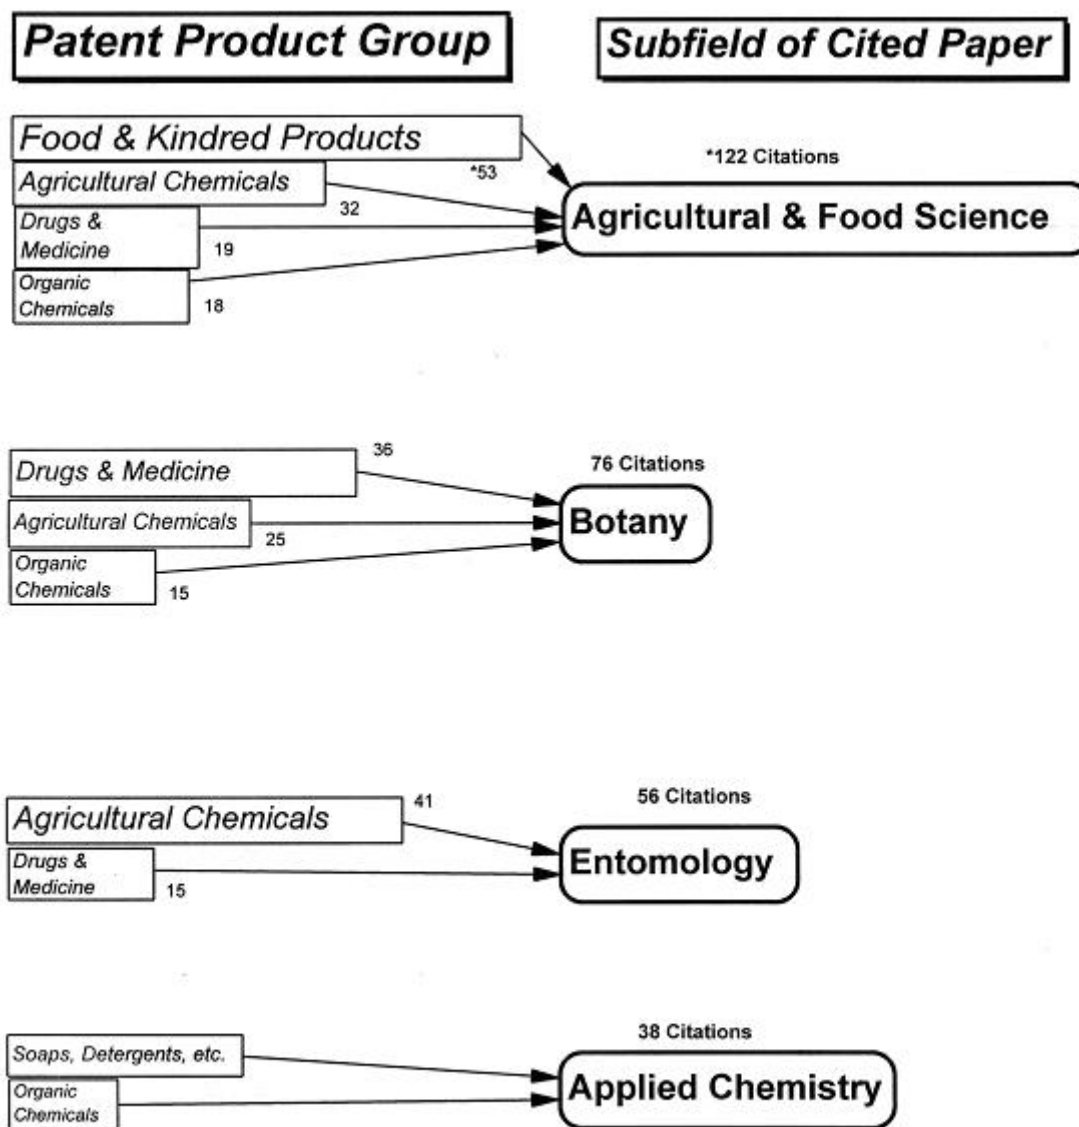 Patent Product Group
Subfield of Cited Paper
Food & Kindred Products
*53
*122 Citations
Agricultural Chemicals
32
Agricultural & Food Science
Drugs &
Medicine
19
Organic
Chemicals
18
Drugs & Medicine
36
76 Citations
Agricultural Chemicals
25
Botany
Organic
Chemicals
15
Agricultural Chemicals
41
56 Citations
Drugs &
Medicine
15
Entomology
38 Citations
Soaps, Detergents, etc.
Organic
Chemicals
Applied Chemistry